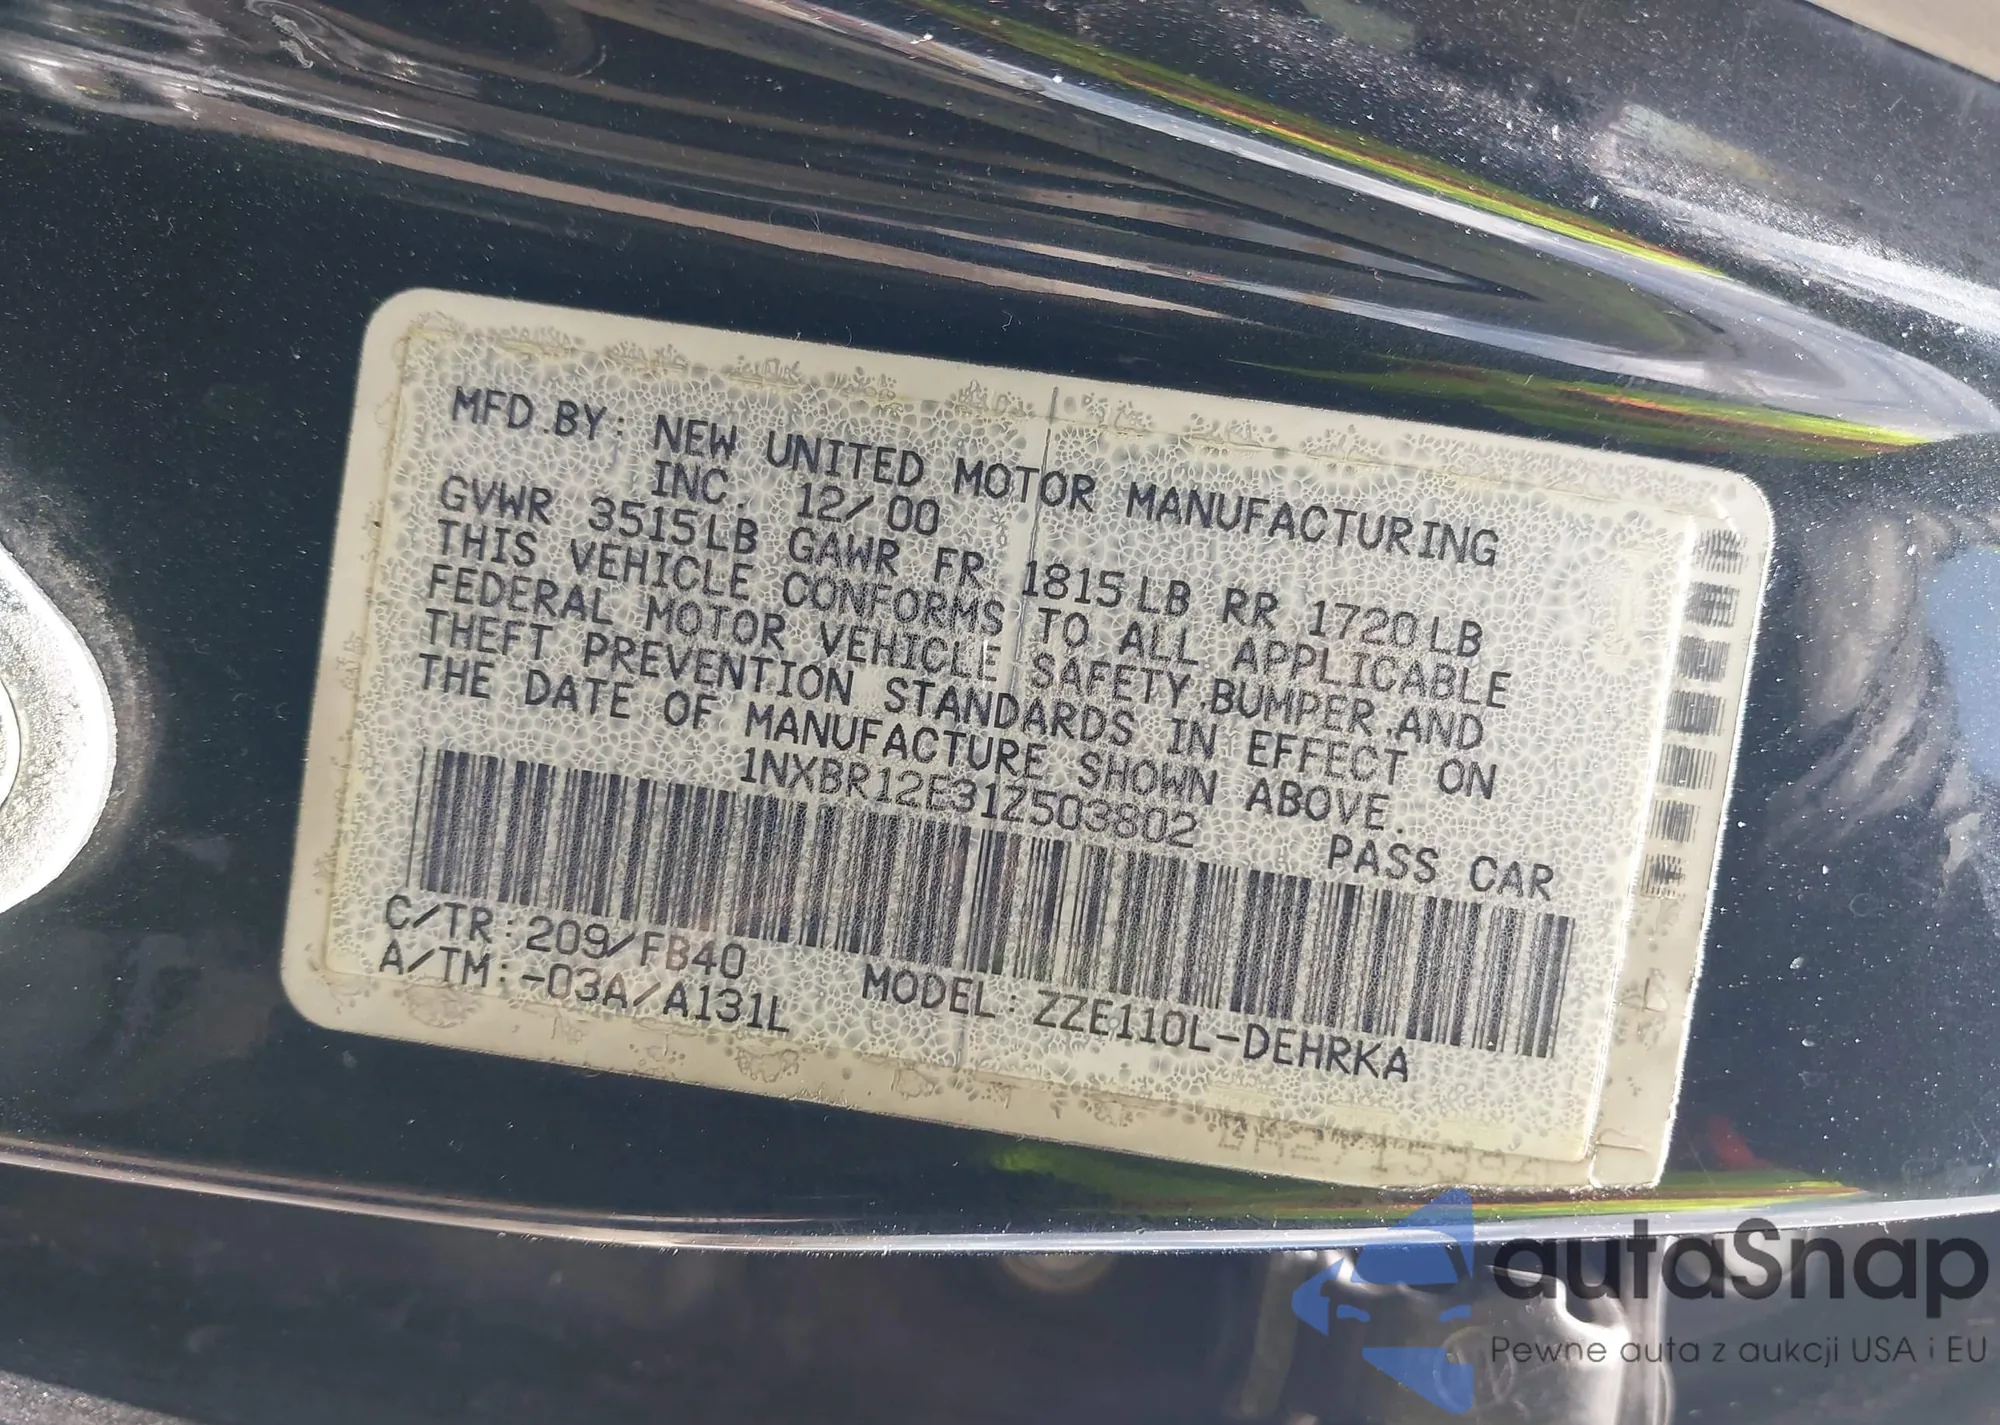 MFD.BY: NEW UNITED MOTOR MANUFACTURING
INC. 12/00
GVWR 3515LB GAWR FR 1815LB RR 1720LB
THIS VEHICLE CONFORMS TO ALL APPLICABLE
FEDERAL MOTOR VEHICLE SAFETY,BUMPER,AND
THEFT PREVENTION STANDARDS IN EFFECT ON
THE DATE OF MANUFACTURE SHOWN ABOVE.
1NXBR12E31Z503802
PASS CAR
C/TR:209/FB40
A/TM:-03A/A131L
MODEL:ZZE110L-DEHRKA
autaSnap
Pewne auta z aukcji USA i EU